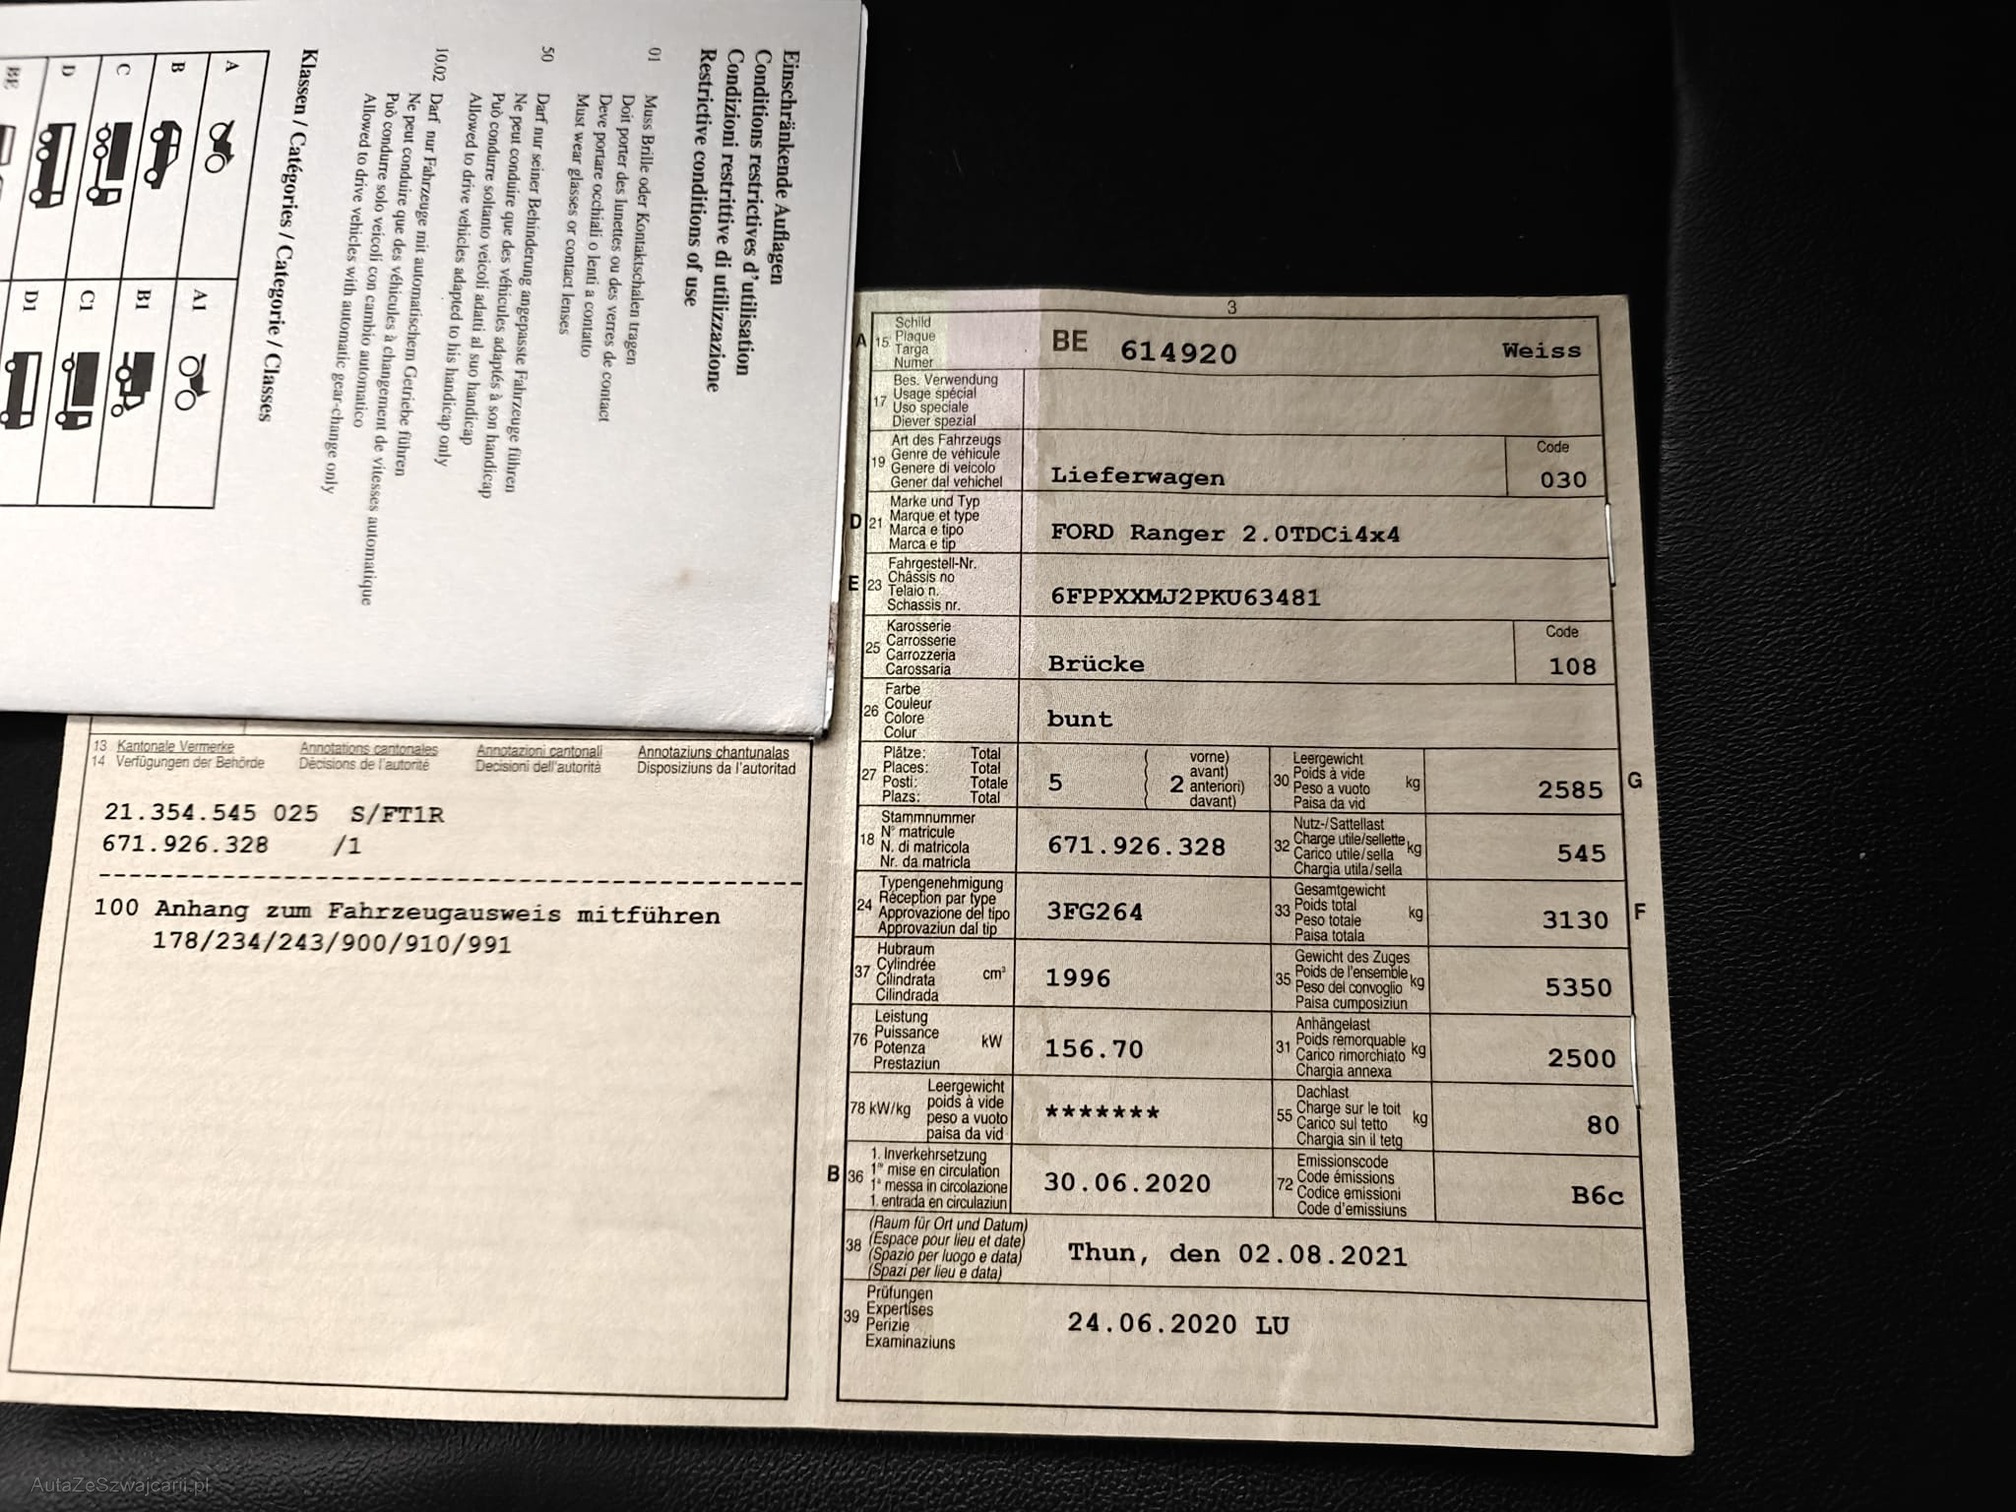 Einschränkende Auflagen
Conditions restrictives d'utilisation
Condizioni restrittive di utilizzazione
Restrictive conditions of use
01 Muss Brille oder Kontaktschalen tragen
Doit porter des lunettes ou des verres de contact
Deve portare occhiali o lenti a contatto
Must wear glasses or contact lenses
50 Darf nur seiner Behinderung angepasste Fahrzeuge führen
Ne peut conduire que des véhicules adaptés à son handicap
Può condurre soltanto veicoli adatti al suo handicap
Allowed to drive vehicles adapted to his handicap only
10.02 Darf nur Fahrzeuge mit automatischem Getriebe führen
Ne peut conduire que des véhicules à changement de vitesses automatique
Può condurre solo veicoli con cambio automatico
Allowed to drive vehicles with automatic gear-change only
Klassen / Catégories / Categorie / Classes
A A1
B B1
C C1
D D1
BE
13 Kantonale Vermerke Annotations cantonales Annotazioni cantonali Annotaziuns chantunalas
14 Verfügungen der Behörde Décisions de l'autorité Decisioni dell'autorità Disposiziuns da l'autoritad
21.354.545 025 S/FT1R
671.926.328 /1
100 Anhang zum Fahrzeugausweis mitführen
178/234/243/900/910/991
3
A 15 Schild
Plaque
Targa
Numer
BE 614920 Weiss
17 Bes. Verwendung
Usage spécial
Uso speciale
Diever spezial
19 Art des Fahrzeugs
Genre de véhicule
Genere di veicolo
Gener dal vehichel
Lieferwagen
Code
030
D 21 Marke und Typ
Marque et type
Marca e tipo
Marca e tip
FORD Ranger 2.0TDCi4x4
E 23 Fahrgestell-Nr.
Châssis no
Telaio n.
Schassis nr.
6FPPXXMJ2PKU63481
25 Karosserie
Carrosserie
Carrozzeria
Carossaria
Brücke
Code
108
26 Farbe
Couleur
Colore
Colur
bunt
27 Plätze: Total
Places: Total
Posti: Totale
Plazs: Total
5
2
vorne)
avant)
anteriori)
davant)
30 Leergewicht
Poids à vide
Peso a vuoto
Paisa da vid
kg
2585
G
18 Stammnummer
N° matricule
N. di matricola
Nr. da matricla
671.926.328
32 Nutz-/Sattellast
Charge utile/sellette
Carico utile/sella
Chargia utila/sella
kg
545
24 Typengenehmigung
Réception par type
Approvazione del tipo
Approvaziun dal tip
3FG264
33 Gesamtgewicht
Poids total
Peso totale
Paisa totala
kg
3130
F
37 Hubraum
Cylindrée
Cilindrata
Cilindrada
cm³
1996
35 Gewicht des Zuges
Poids de l'ensemble
Peso del convoglio
Paisa cumposiziun
kg
5350
76 Leistung
Puissance
Potenza
Prestaziun
kW
156.70
31 Anhängelast
Poids remorquable
Carico rimorchiato
Chargia annexa
kg
2500
78 kW/kg Leergewicht
poids à vide
peso a vuoto
paisa da vid
*******
55 Dachlast
Charge sur le toit
Carico sul tetto
Chargia sin il tetg
kg
80
B 36 1. Inverkehrsetzung
1re mise en circulation
1a messa in circolazione
1. entrada en circulaziun
30.06.2020
72 Emissionscode
Code émissions
Codice emissioni
Code d'emissiuns
B6c
38 (Raum für Ort und Datum)
(Espace pour lieu et date)
(Spazio per luogo e data)
(Spazi per lieu e data)
Thun, den 02.08.2021
39 Prüfungen
Expertises
Perizie
Examinaziuns
24.06.2020 LU
AutaZeSzwajcarii.pl